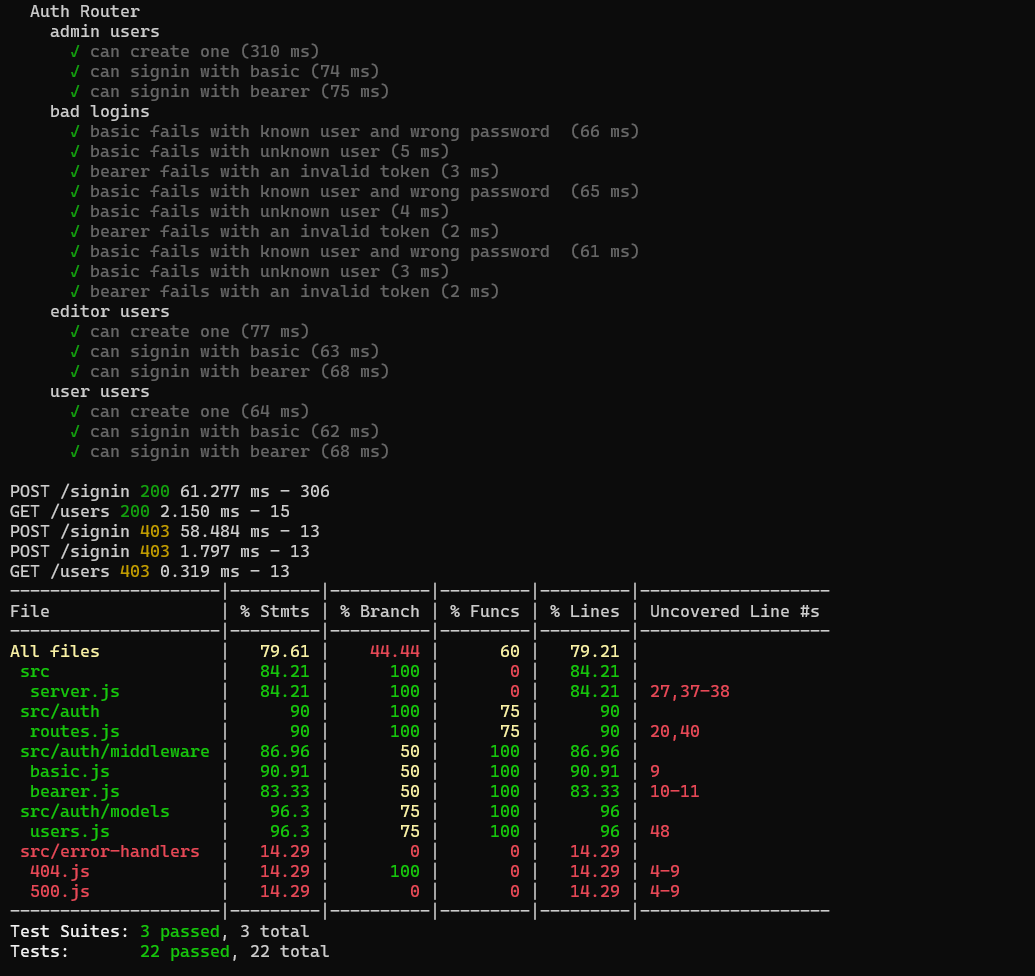 Auth Router
admin users
√ can create one (310 ms)
√ can signin with basic (74 ms)
√ can signin with bearer (75 ms)
bad logins
√ basic fails with known user and wrong password  (66 ms)
√ basic fails with unknown user (5 ms)
√ bearer fails with an invalid token (3 ms)
√ basic fails with known user and wrong password  (65 ms)
√ basic fails with unknown user (4 ms)
√ bearer fails with an invalid token (2 ms)
√ basic fails with known user and wrong password  (61 ms)
√ basic fails with unknown user (3 ms)
√ bearer fails with an invalid token (2 ms)
editor users
√ can create one (77 ms)
√ can signin with basic (63 ms)
√ can signin with bearer (68 ms)
user users
√ can create one (64 ms)
√ can signin with basic (62 ms)
√ can signin with bearer (68 ms)
POST /signin 200 61.277 ms - 306
GET /users 200 2.150 ms - 15
POST /signin 403 58.484 ms - 13
POST /signin 403 1.797 ms - 13
GET /users 403 0.319 ms - 13
---------------------|---------|----------|---------|---------|-------------------
File                 | % Stmts | % Branch | % Funcs | % Lines | Uncovered Line #s
---------------------|---------|----------|---------|---------|-------------------
All files            |   79.61 |    44.44 |      60 |   79.21 |
 src                 |   84.21 |      100 |       0 |   84.21 |
  server.js          |   84.21 |      100 |       0 |   84.21 | 27,37-38
 src/auth            |      90 |      100 |      75 |      90 |
  routes.js          |      90 |      100 |      75 |      90 | 20,40
 src/auth/middleware |   86.96 |       50 |     100 |   86.96 |
  basic.js           |   90.91 |       50 |     100 |   90.91 | 9
  bearer.js          |   83.33 |       50 |     100 |   83.33 | 10-11
 src/auth/models     |    96.3 |       75 |     100 |      96 |
  users.js           |    96.3 |       75 |     100 |      96 | 48
 src/error-handlers  |   14.29 |        0 |       0 |   14.29 |
  404.js             |   14.29 |      100 |       0 |   14.29 | 4-9
  500.js             |   14.29 |        0 |       0 |   14.29 | 4-9
---------------------|---------|----------|---------|---------|-------------------
Test Suites: 3 passed, 3 total
Tests:       22 passed, 22 total